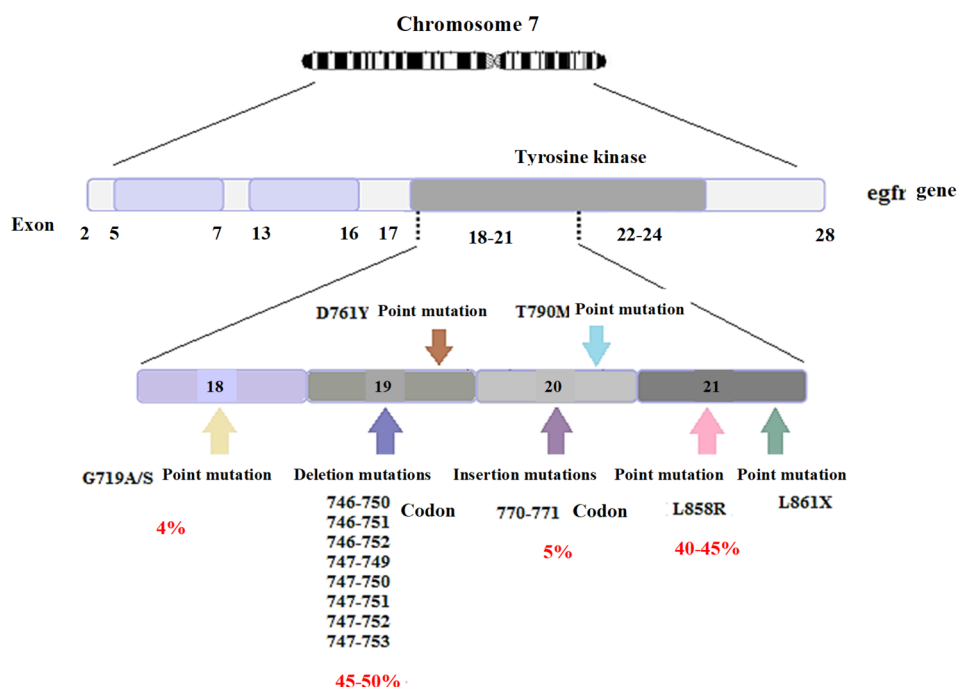 Chromosome 7
Tyrosine kinase
egfr gene
Exon
2 5 7 13 16 17 18-21 22-24 28
D761Y Point mutation T790M Point mutation
18 19 20 21
G719A/S Point mutation Deletion mutations Insertion mutations Point mutation Point mutation
746-750
746-751
746-752
747-749
747-750
747-751
747-752
747-753
Codon
770-771 Codon
L858R
L861X
4%
5%
40-45%
45-50%